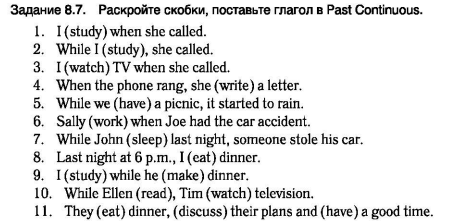 Задание 8.7. Раскройте скобки, поставьте глагол в Past Continuous.
1. I (study) when she called.
2. While I (study), she called.
3. I (watch) TV when she called.
4. When the phone rang, she (write) a letter.
5. While we (have) a picnic, it started to rain.
6. Sally (work) when Joe had the car accident.
7. While John (sleep) last night, someone stole his car.
8. Last night at 6 p.m., I (eat) dinner.
9. I (study) while he (make) dinner.
10. While Ellen (read), Tim (watch) television.
11. They (eat) dinner, (discuss) their plans and (have) a good time.